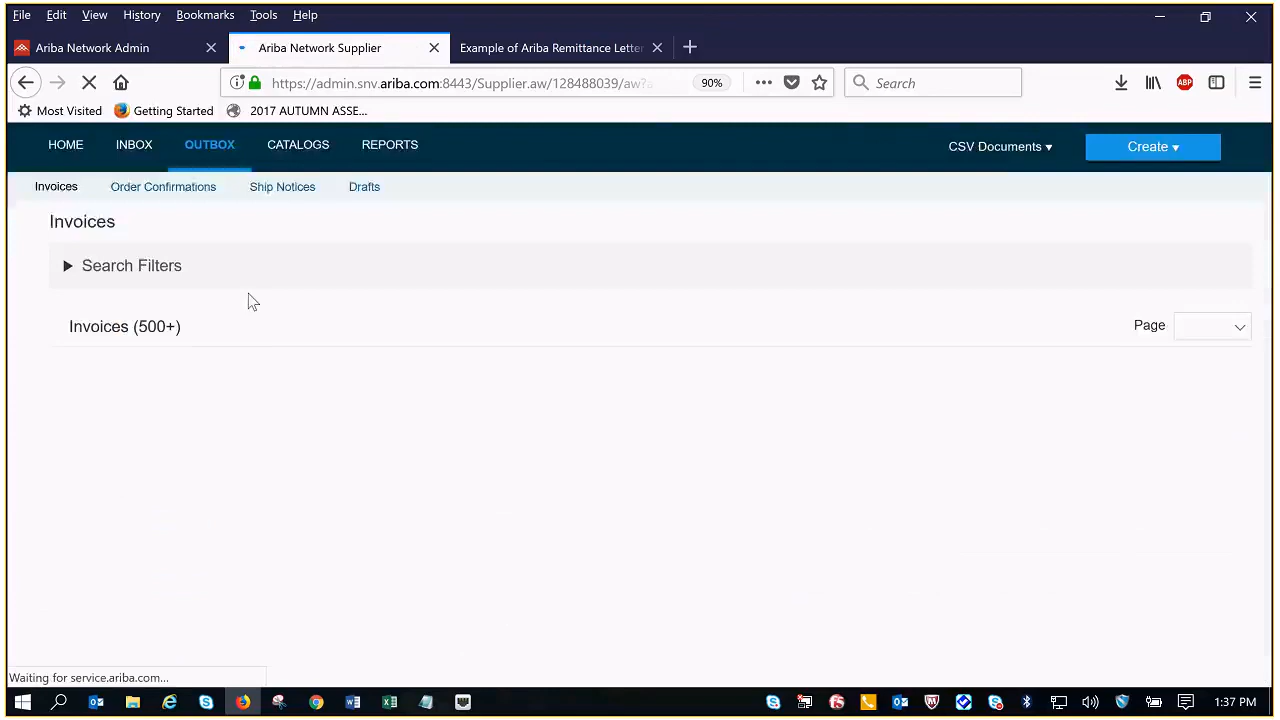 File Edit View History Bookmarks Tools Help
Ariba Network Admin Ariba Network Supplier Example of Ariba Remittance Letter
https://admin.snv.ariba.com:8443/Supplier.aw/128488039/aw? 90% Search
Most Visited Getting Started 2017 AUTUMN ASSE...
HOME INBOX OUTBOX CATALOGS REPORTS CSV Documents Create
Invoices Order Confirmations Ship Notices Drafts
Invoices
Search Filters
Invoices (500+) Page
Waiting for service.ariba.com...
1:37 PM